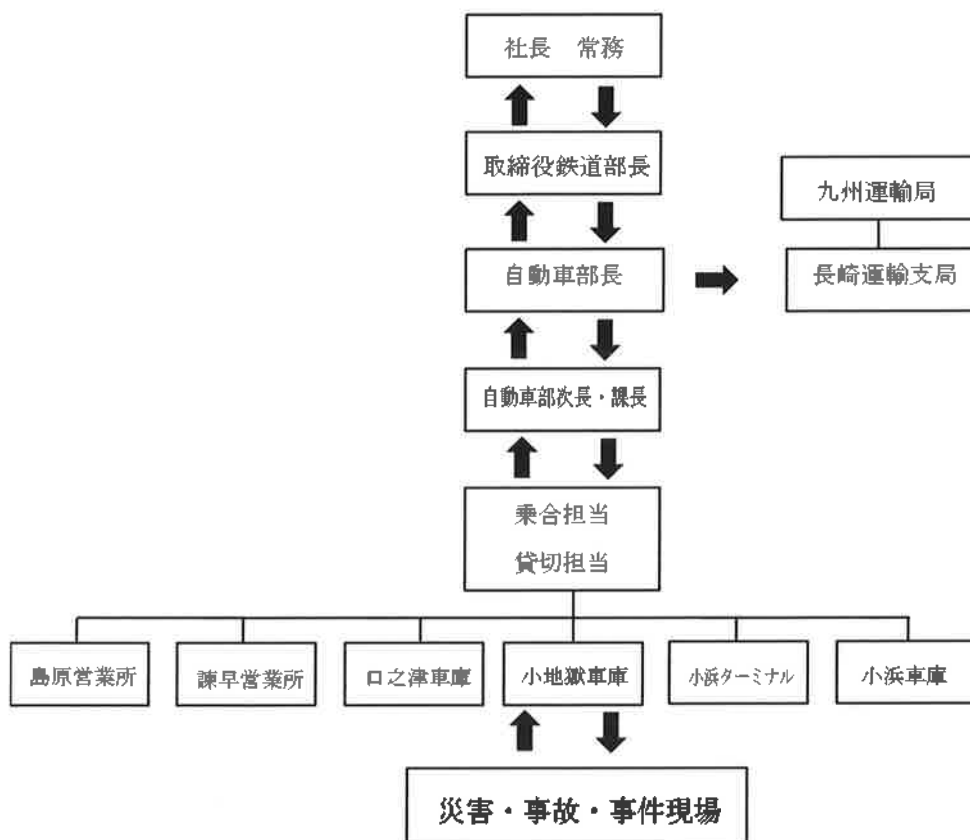 社長　常務
取締役鉄道部長
九州運輸局
自動車部長
長崎運輸支局
自動車部次長・課長
乗合担当
貸切担当
島原営業所
諫早営業所
口之津車庫
小地獄車庫
小浜ターミナル
小浜車庫
災害・事故・事件現場